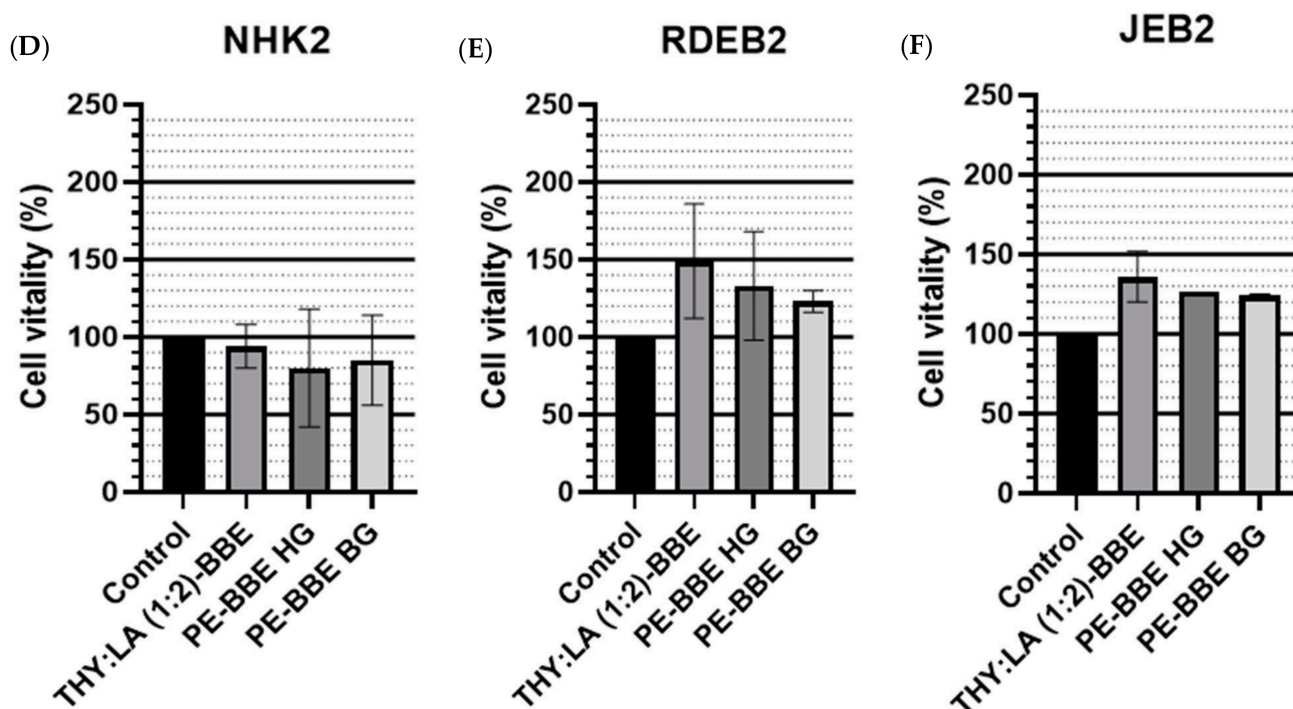 (D)
NHK2
Cell vitality (%)
250
200
150
100
50
0
Control
THY:LA (1:2)-BBE
PE-BBE HG
PE-BBE BG
(E)
RDEB2
Cell vitality (%)
250
200
150
100
50
0
Control
THY:LA (1:2)-BBE
PE-BBE HG
PE-BBE BG
(F)
JEB2
Cell vitality (%)
250
200
150
100
50
0
Control
THY:LA (1:2)-BBE
PE-BBE HG
PE-BBE BG